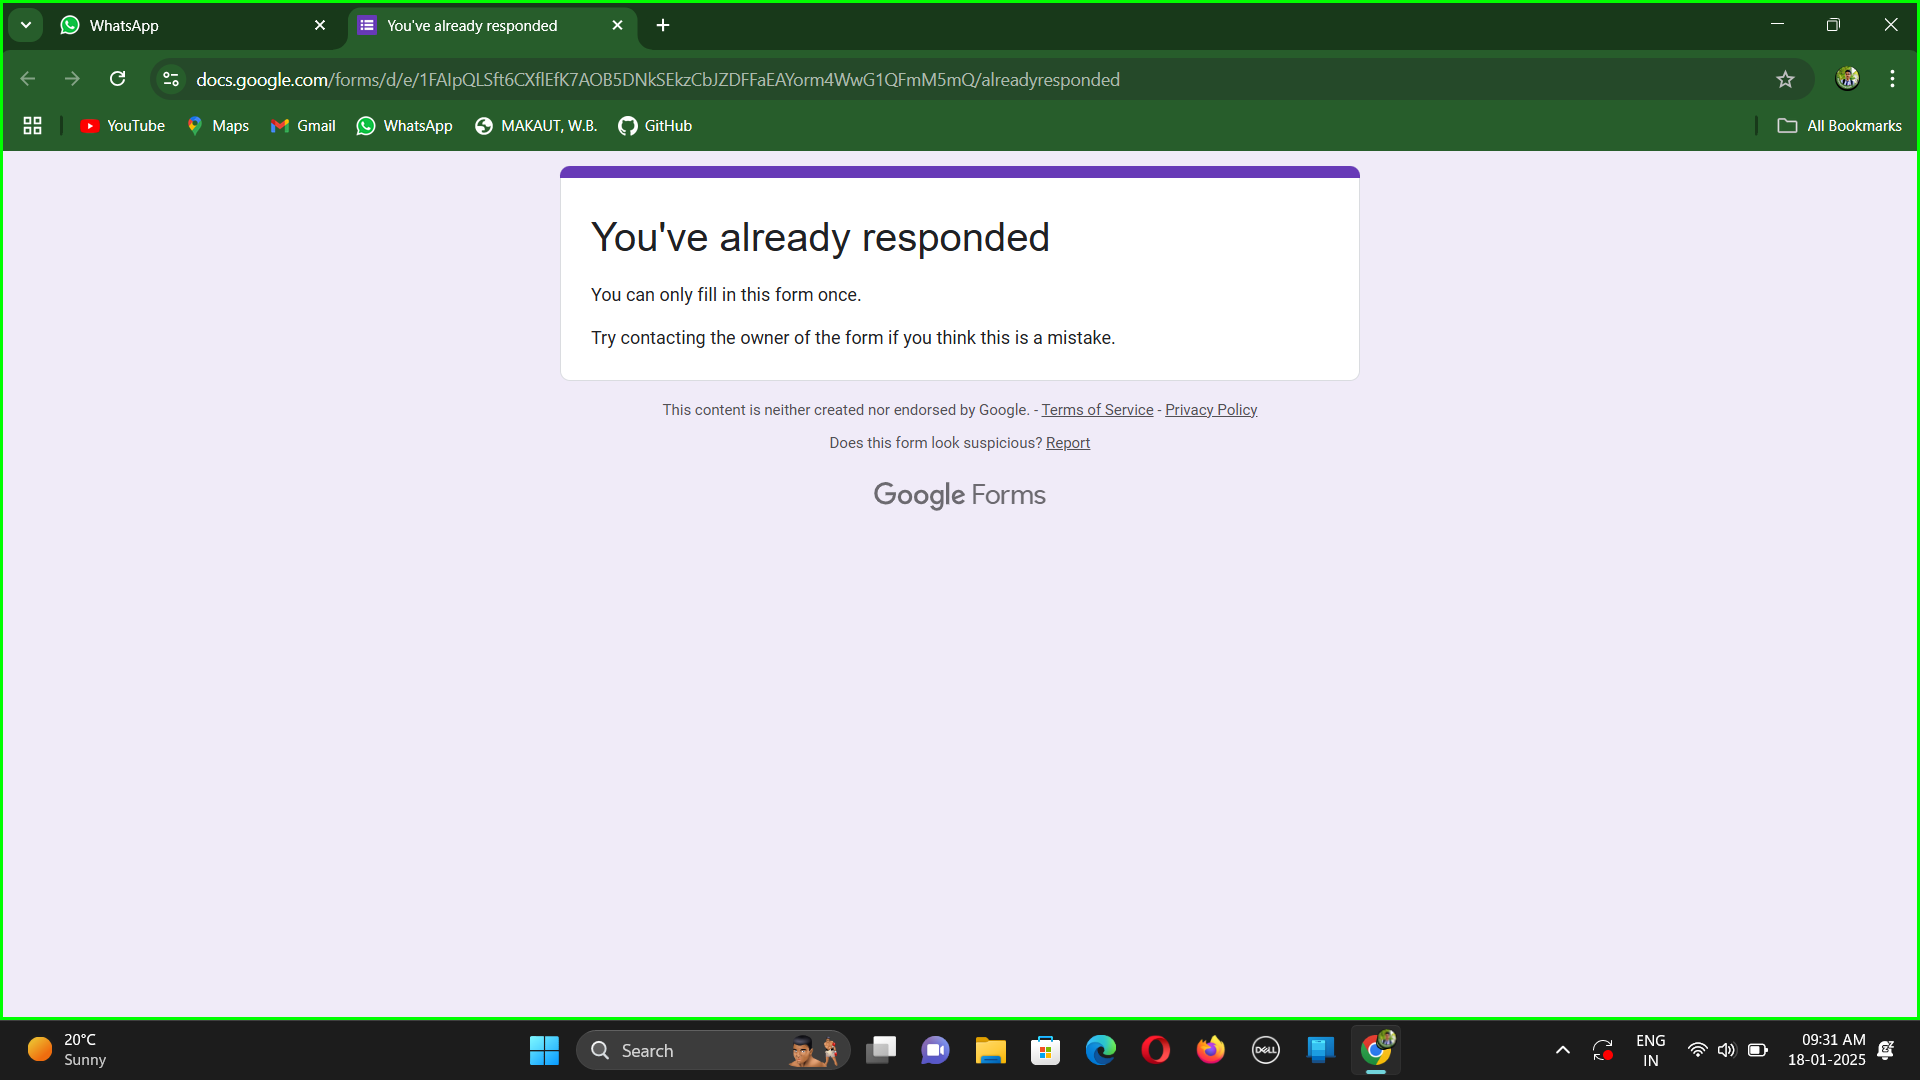 WhatsApp
You've already responded
docs.google.com/forms/d/e/1FAIpQLSft6CXflEfK7AOB5DNkSEkzCbJZDFFaEAYorm4WwG1QFmM5mQ/alreadyresponded
YouTube
Maps
Gmail
WhatsApp
MAKAUT, W.B.
GitHub
All Bookmarks
You've already responded
You can only fill in this form once.
Try contacting the owner of the form if you think this is a mistake.
This content is neither created nor endorsed by Google. - Terms of Service - Privacy Policy
Does this form look suspicious? Report
Google Forms
20°C
Sunny
Search
DELL
ENG
IN
09:31 AM
18-01-2025